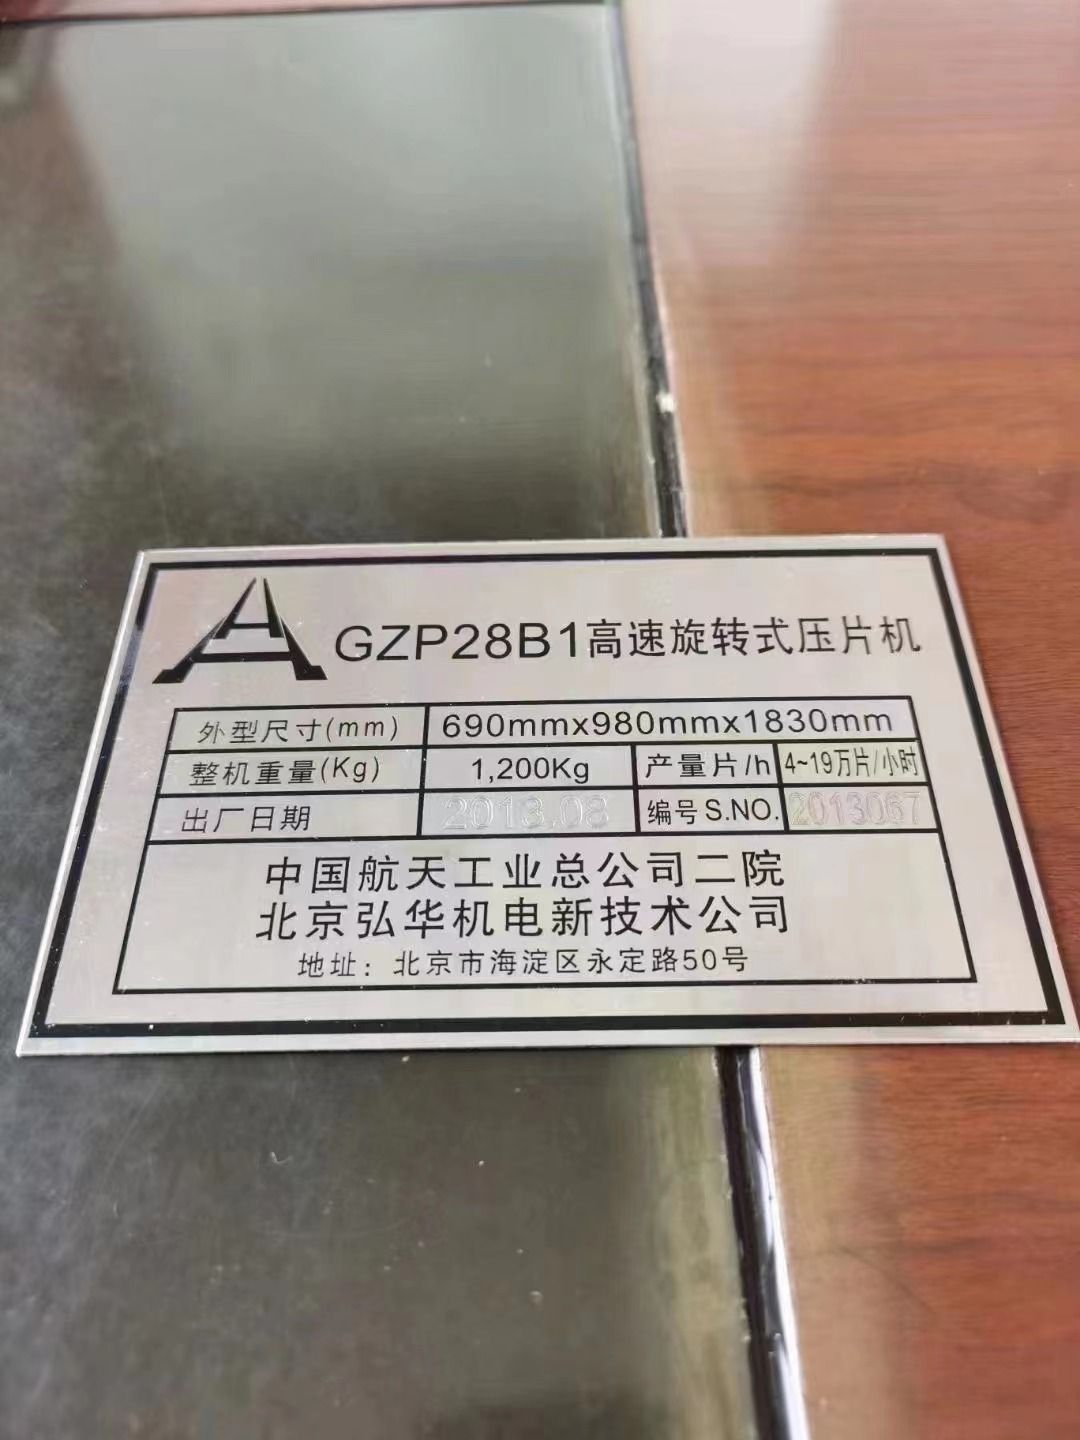 GZP28B1高速旋转式压片机
外型尺寸(mm) 690mmx980mmx1830mm
整机重量(Kg) 1,200Kg 产量片/h 4~19万片/小时
出厂日期 2013.08 编号S.NO. 2013067
中国航天工业总公司二院
北京弘华机电新技术公司
地址：北京市海淀区永定路50号